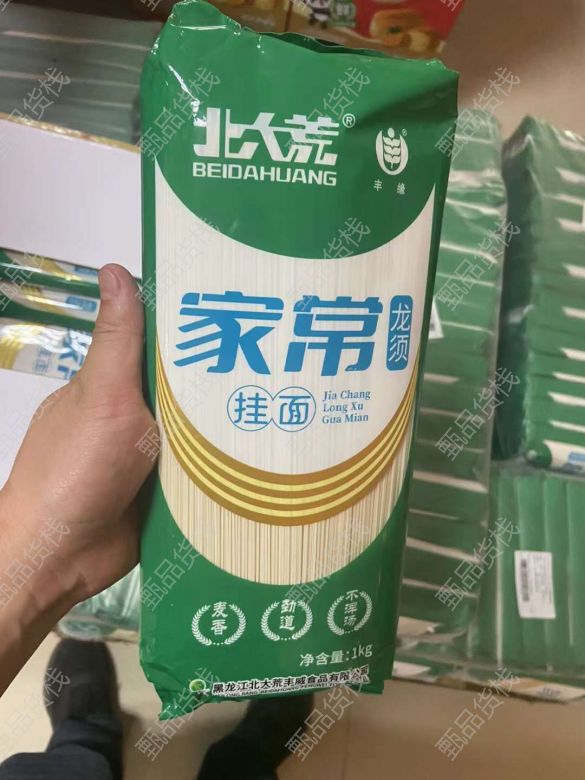 北大荒®
BEIDAHUANG
丰缘
家常
龙须
挂面
Jia Chang
Long Xu
Gua Mian
麦香
劲道
不浑汤
净含量:1kg
黑龙江北大荒丰威食品有限公司
甄品货栈